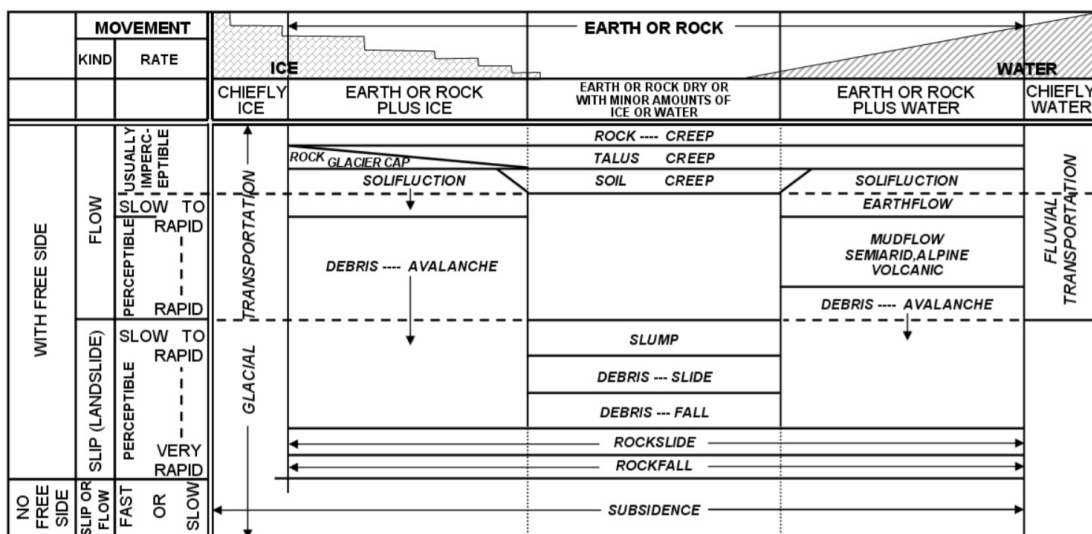 MOVEMENT
KIND
RATE
EARTH OR ROCK
ICE
WATER
CHIEFLY
ICE
EARTH OR ROCK
PLUS ICE
EARTH OR ROCK DRY OR
WITH MINOR AMOUNTS OF
ICE OR WATER
EARTH OR ROCK
PLUS WATER
CHIEFLY
WATER
WITH FREE SIDE
FLOW
USUALLY
IMPERC-
EPTIBLE
SLOW TO
RAPID
PERCEPTIBLE
RAPID
SLIP (LANDSLIDE)
SLOW TO
RAPID
PERCEPTIBLE
VERY
RAPID
NO
FREE
SIDE
SLIP OR
FLOW
FAST
OR
SLOW
GLACIAL TRANSPORTATION
ROCK ---- CREEP
ROCK
GLACIER CAP
TALUS CREEP
SOLIFLUCTION
SOIL CREEP
SOLIFLUCTION
EARTHFLOW
DEBRIS ---- AVALANCHE
MUDFLOW
SEMIARID,ALPINE
VOLCANIC
DEBRIS ---- AVALANCHE
FLUVIAL
TRANSPORTATION
SLUMP
DEBRIS --- SLIDE
DEBRIS --- FALL
ROCKSLIDE
ROCKFALL
SUBSIDENCE